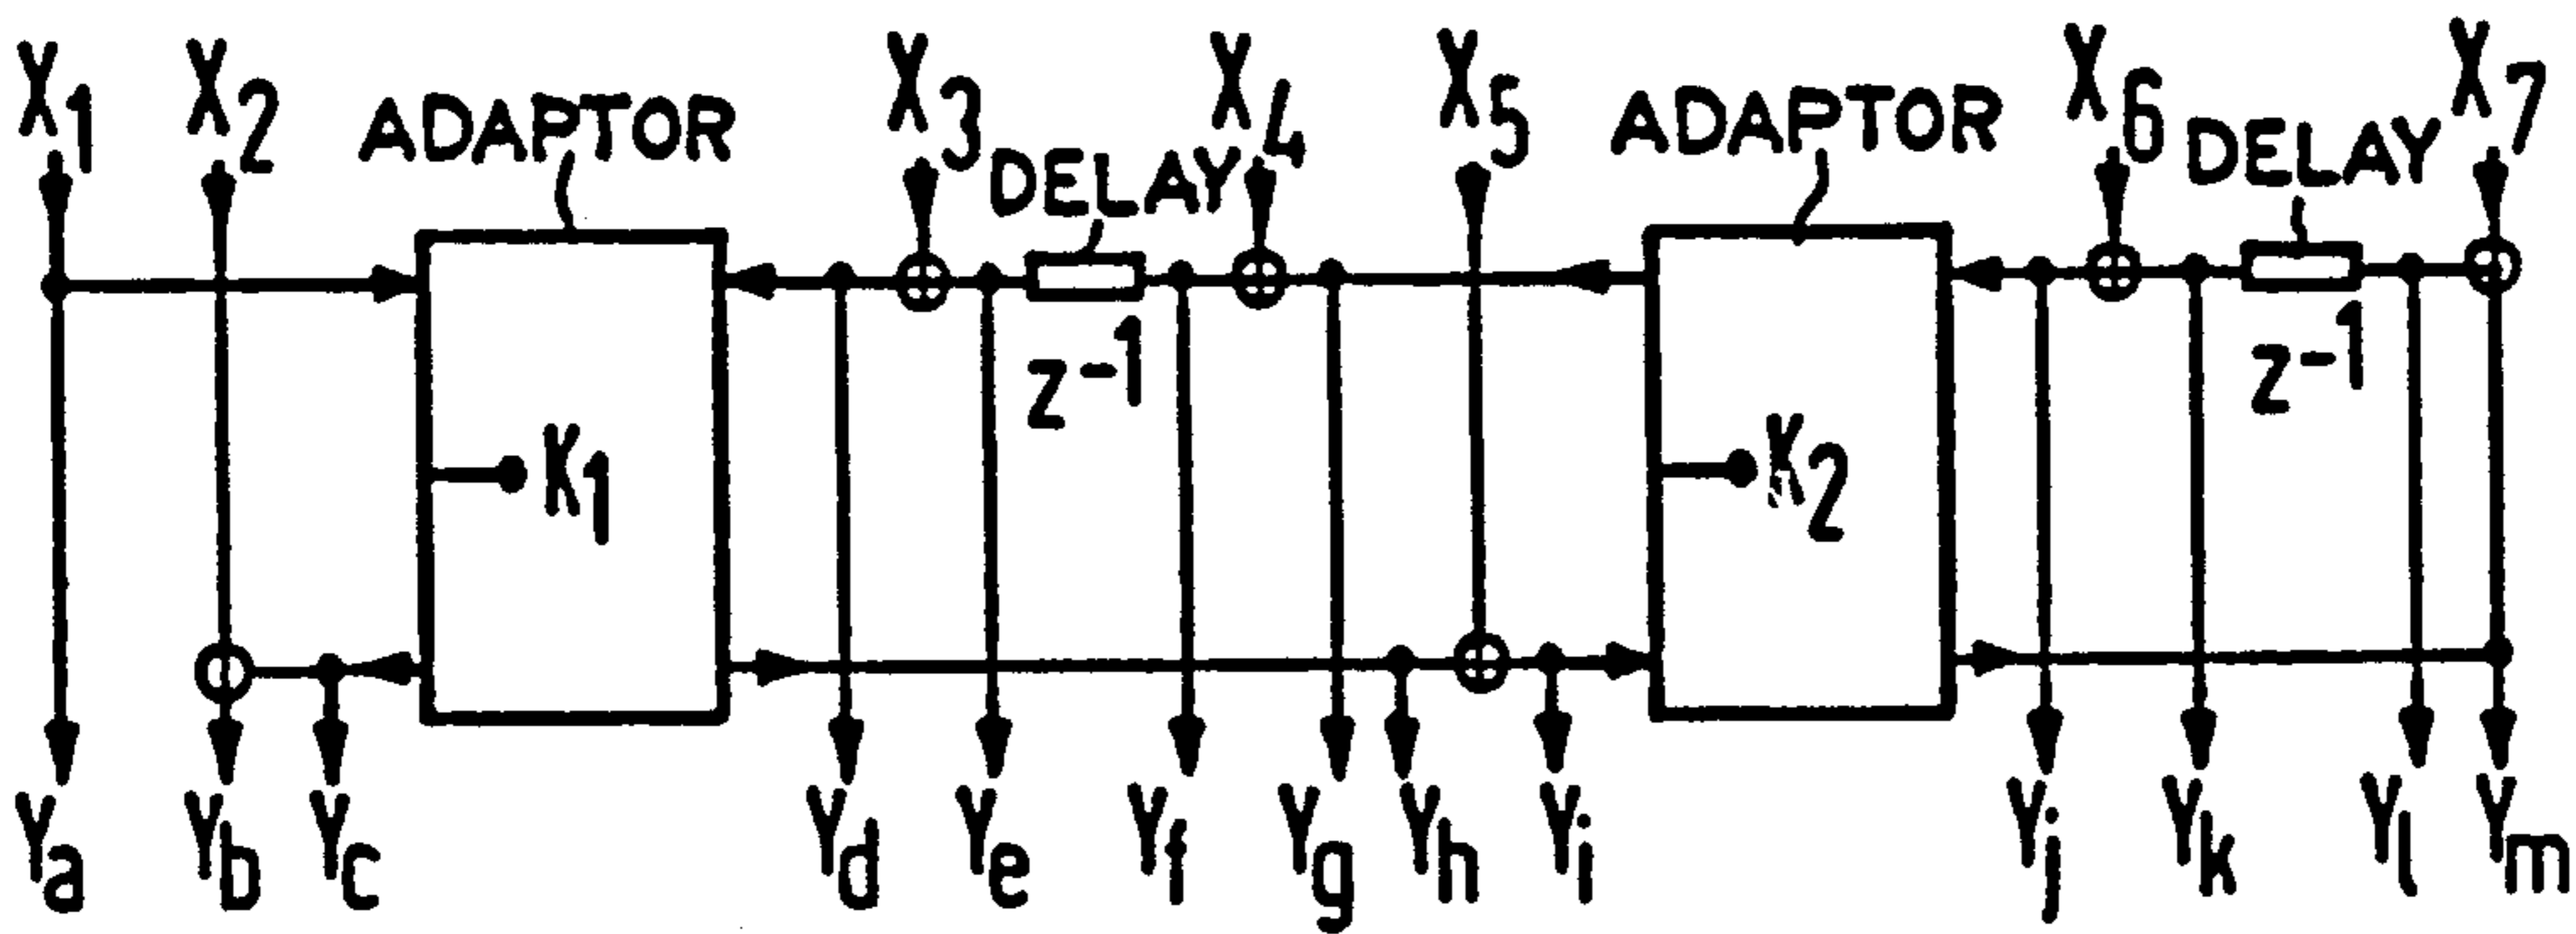 X1 X2 ADAPTOR X3 DELAY X4 X5 ADAPTOR X6 DELAY X7
z-1 z-1
K1 K2
Ya Yb Yc Yd Ye Yf Yg Yh Yi Yj Yk Yl Ym